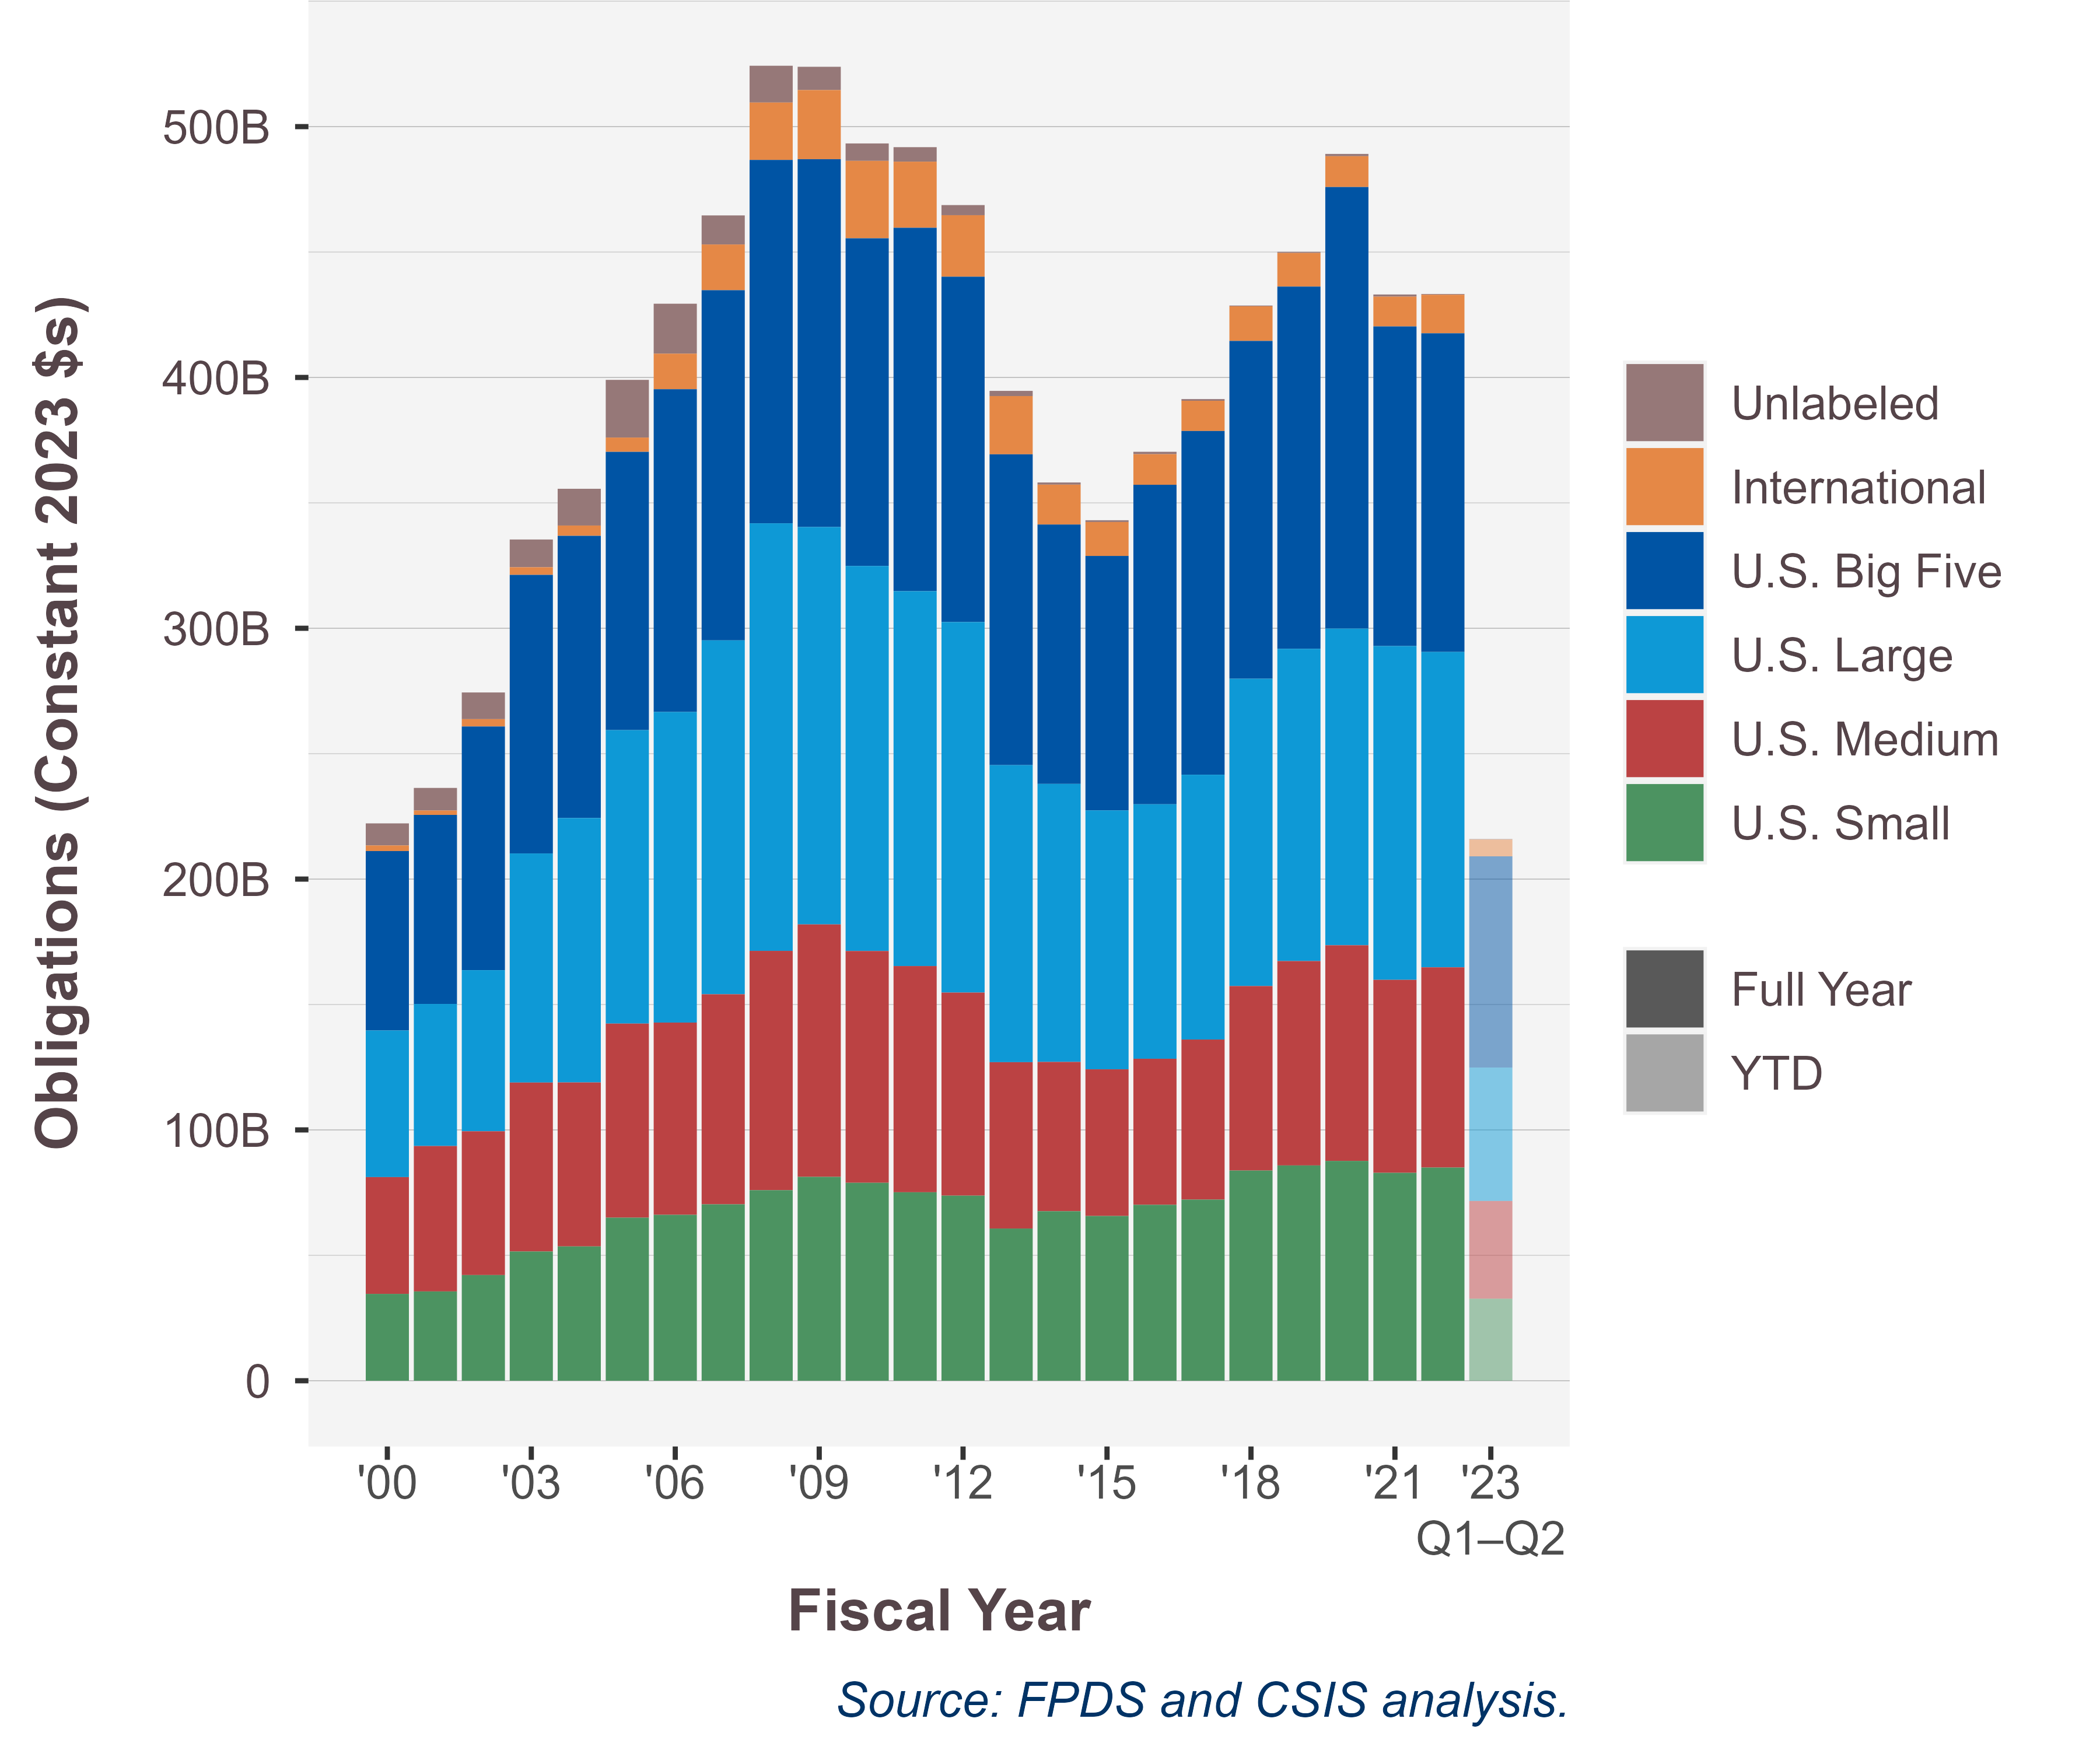 Obligations (Constant 2023 $s)
500B
400B
300B
200B
100B
0
'00 '03 '06 '09 '12 '15 '18 '21 '23
Q1–Q2
Fiscal Year
Unlabeled
International
U.S. Big Five
U.S. Large
U.S. Medium
U.S. Small
Full Year
YTD
Source: FPDS and CSIS analysis.